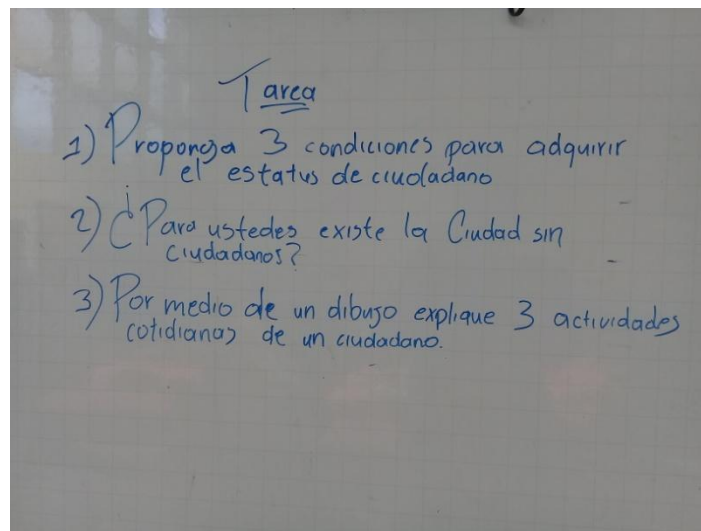 Tarea
1) Proponga 3 condiciones para adquirir
el estatus de ciudadano
2) ¿Para ustedes existe la Ciudad sin
ciudadanos?
3) Por medio de un dibujo explique 3 actividades
cotidianas de un ciudadano.